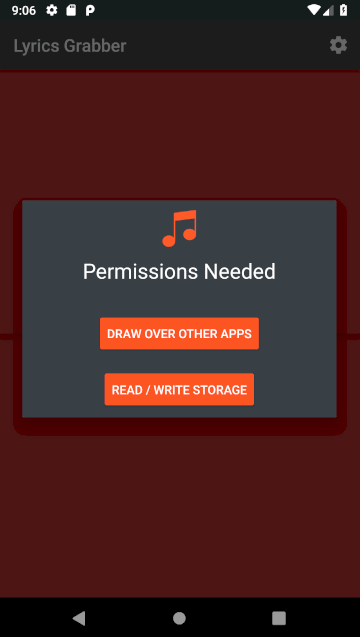 9:06
Lyrics Grabber
Permissions Needed
DRAW OVER OTHER APPS
READ / WRITE STORAGE